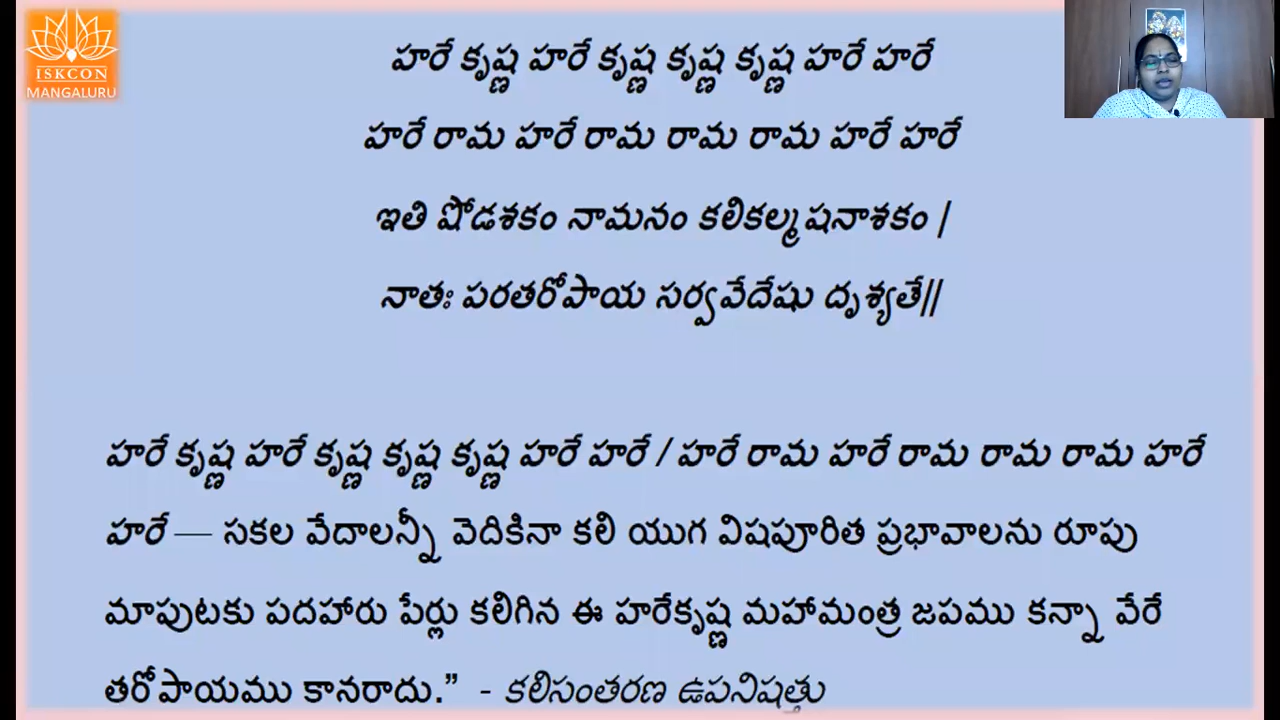 ISKCON
MANGALURU
హరే కృష్ణ హరే కృష్ణ కృష్ణ కృష్ణ హరే హరే
హరే రామ హరే రామ రామ రామ హరే హరే
ఇతి షోడశకం నామనం కలికల్మషనాశకం |
నాతః పరతరోపాయ సర్వవేదేషు దృశ్యతే||
హరే కృష్ణ హరే కృష్ణ కృష్ణ కృష్ణ హరే హరే / హరే రామ హరే రామ రామ రామ హరే
హరే — సకల వేదాలన్నీ వెదికినా కలి యుగ విషపూరిత ప్రభావాలను రూపు
మాపుటకు పదహారు పేర్లు కలిగిన ఈ హరేకృష్ణ మహామంత్ర జపము కన్నా వేరే
తరోపాయము కానరాదు.” - కలిసంతరణ ఉపనిషత్తు